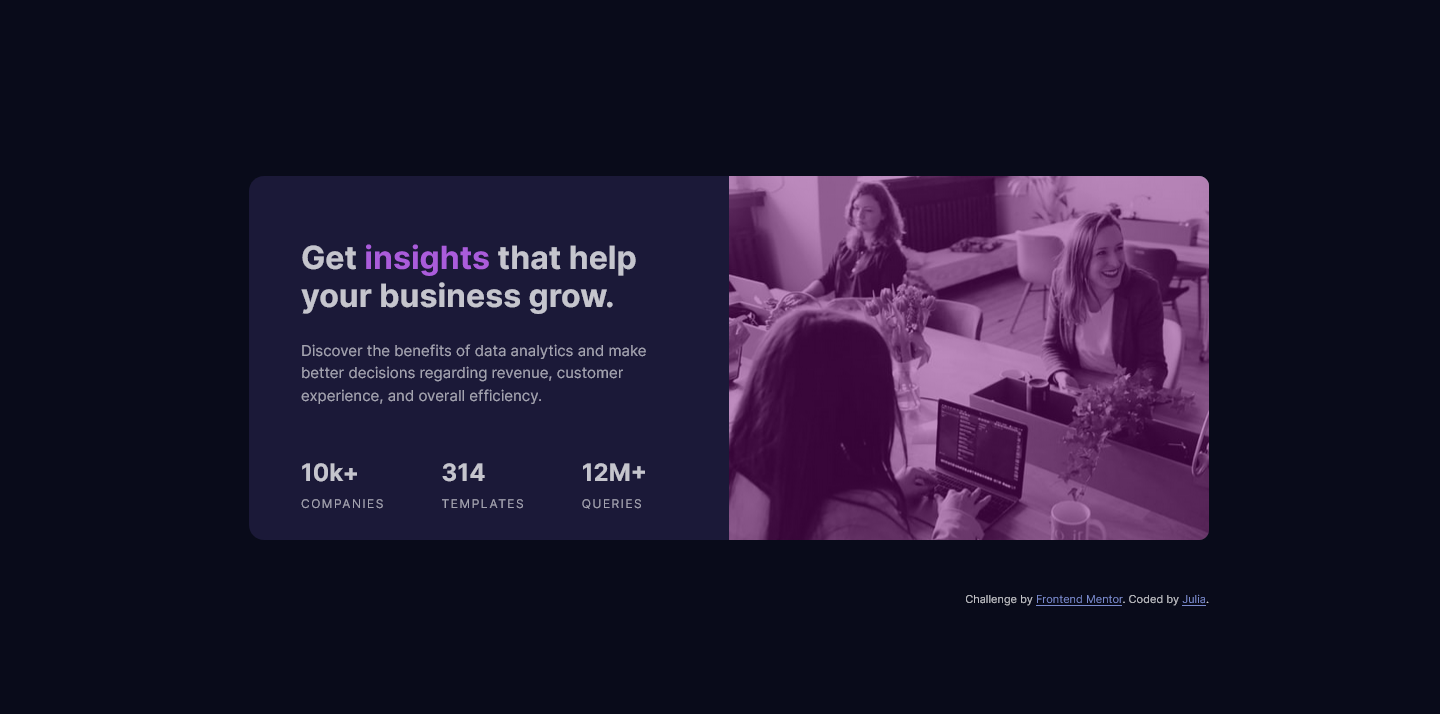 Get insights that help
your business grow.
Discover the benefits of data analytics and make
better decisions regarding revenue, customer
experience, and overall efficiency.
10k+
COMPANIES
314
TEMPLATES
12M+
QUERIES
Challenge by Frontend Mentor. Coded by Julia.